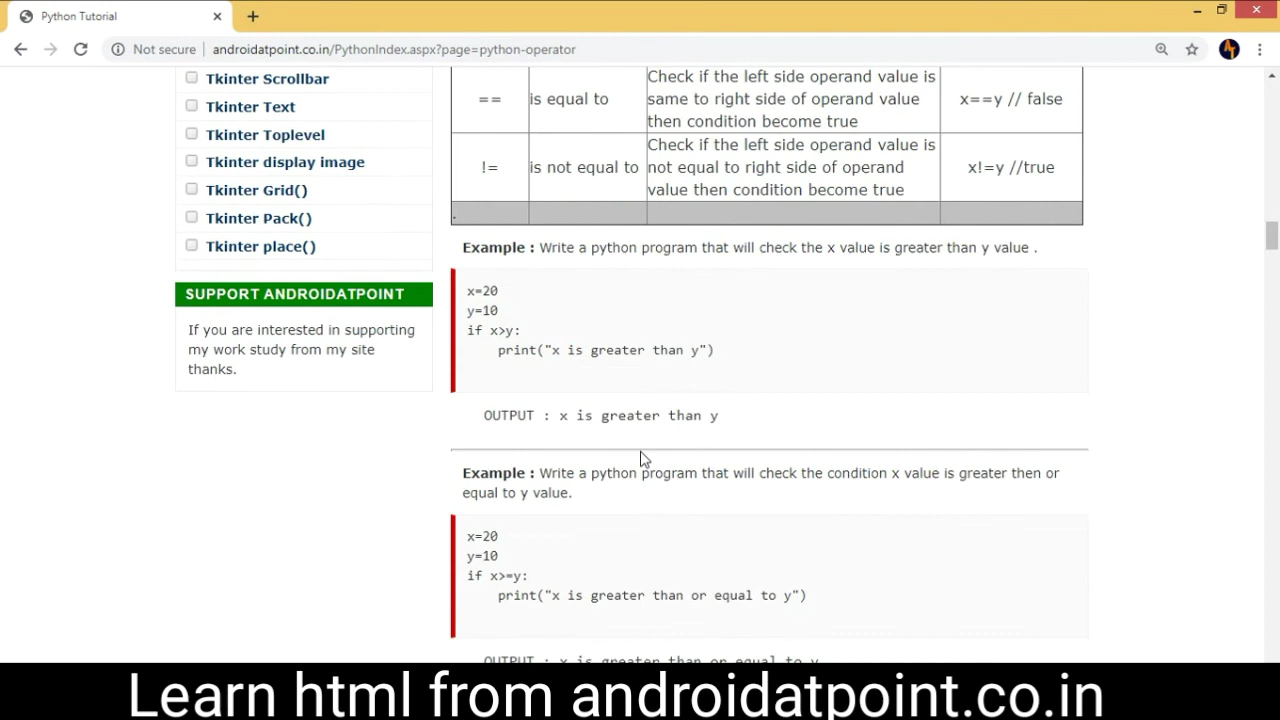 Python Tutorial
Not secure
androidatpoint.co.in/PythonIndex.aspx?page=python-operator
Tkinter Scrollbar
Tkinter Text
Tkinter Toplevel
Tkinter display image
Tkinter Grid()
Tkinter Pack()
Tkinter place()
SUPPORT ANDROIDATPOINT
If you are interested in supporting
my work study from my site
thanks.
Check if the left side operand value is
== is equal to same to right side of operand value x==y // false
then condition become true
Check if the left side operand value is
!= is not equal to not equal to right side of operand x!=y //true
value then condition become true
.
Example : Write a python program that will check the x value is greater than y value .
x=20
y=10
if x>y:
print("x is greater than y")
OUTPUT : x is greater than y
Example : Write a python program that will check the condition x value is greater then or
equal to y value.
x=20
y=10
if x>=y:
print("x is greater than or equal to y")
OUTPUT : x is greater than or equal to y
Learn html from androidatpoint.co.in